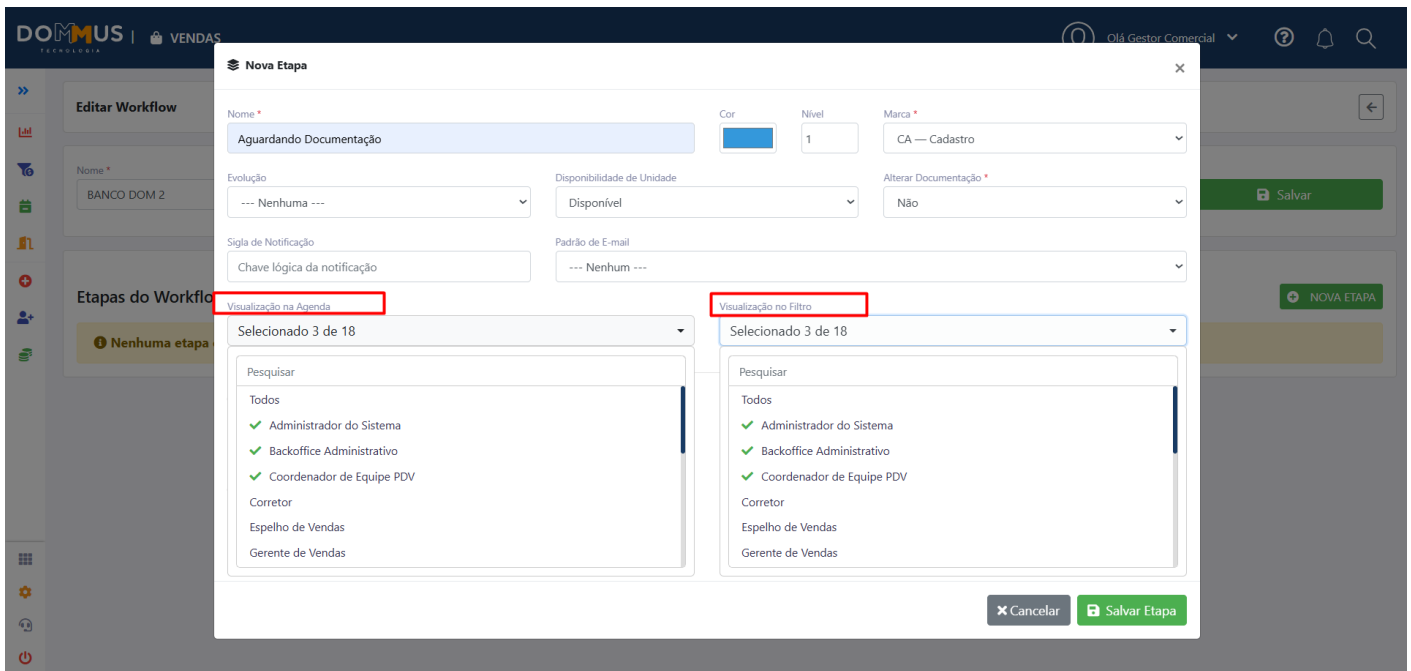 DOMMUS
TECNOLOGIA
VENDAS
Olá Gestor Comercial
Nova Etapa
×
Editar Workflow
Nome *
BANCO DOM 2
Salvar
Etapas do Workflo
NOVA ETAPA
Nenhuma etapa
Nome *
Cor
Nível
Marca *
Aguardando Documentação
1
CA — Cadastro
Evolução
Disponibilidade de Unidade
Alterar Documentação *
--- Nenhuma ---
Disponível
Não
Sigla de Notificação
Padrão de E-mail
Chave lógica da notificação
--- Nenhum ---
Visualização na Agenda
Visualização no Filtro
Selecionado 3 de 18
Selecionado 3 de 18
Pesquisar
Todos
Administrador do Sistema
Backoffice Administrativo
Coordenador de Equipe PDV
Corretor
Espelho de Vendas
Gerente de Vendas
Pesquisar
Todos
Administrador do Sistema
Backoffice Administrativo
Coordenador de Equipe PDV
Corretor
Espelho de Vendas
Gerente de Vendas
Cancelar
Salvar Etapa